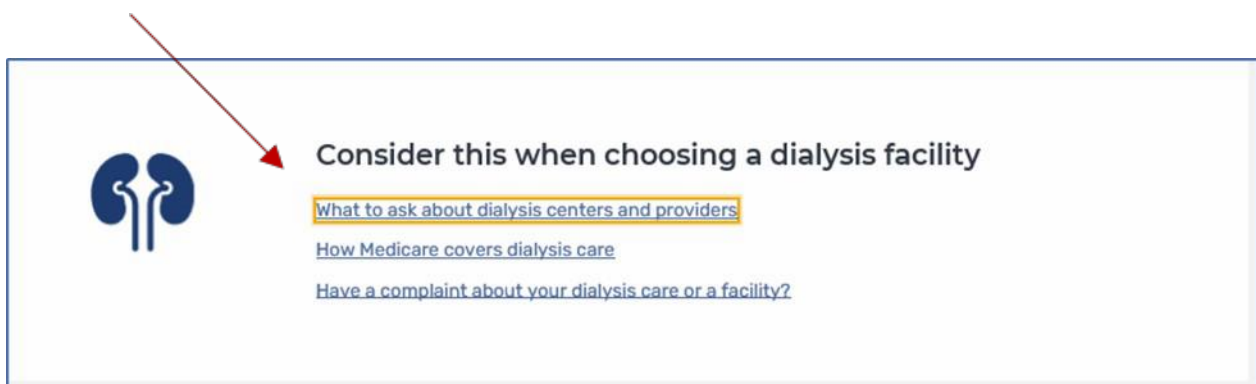 Consider this when choosing a dialysis facility
What to ask about dialysis centers and providers
How Medicare covers dialysis care
Have a complaint about your dialysis care or a facility?